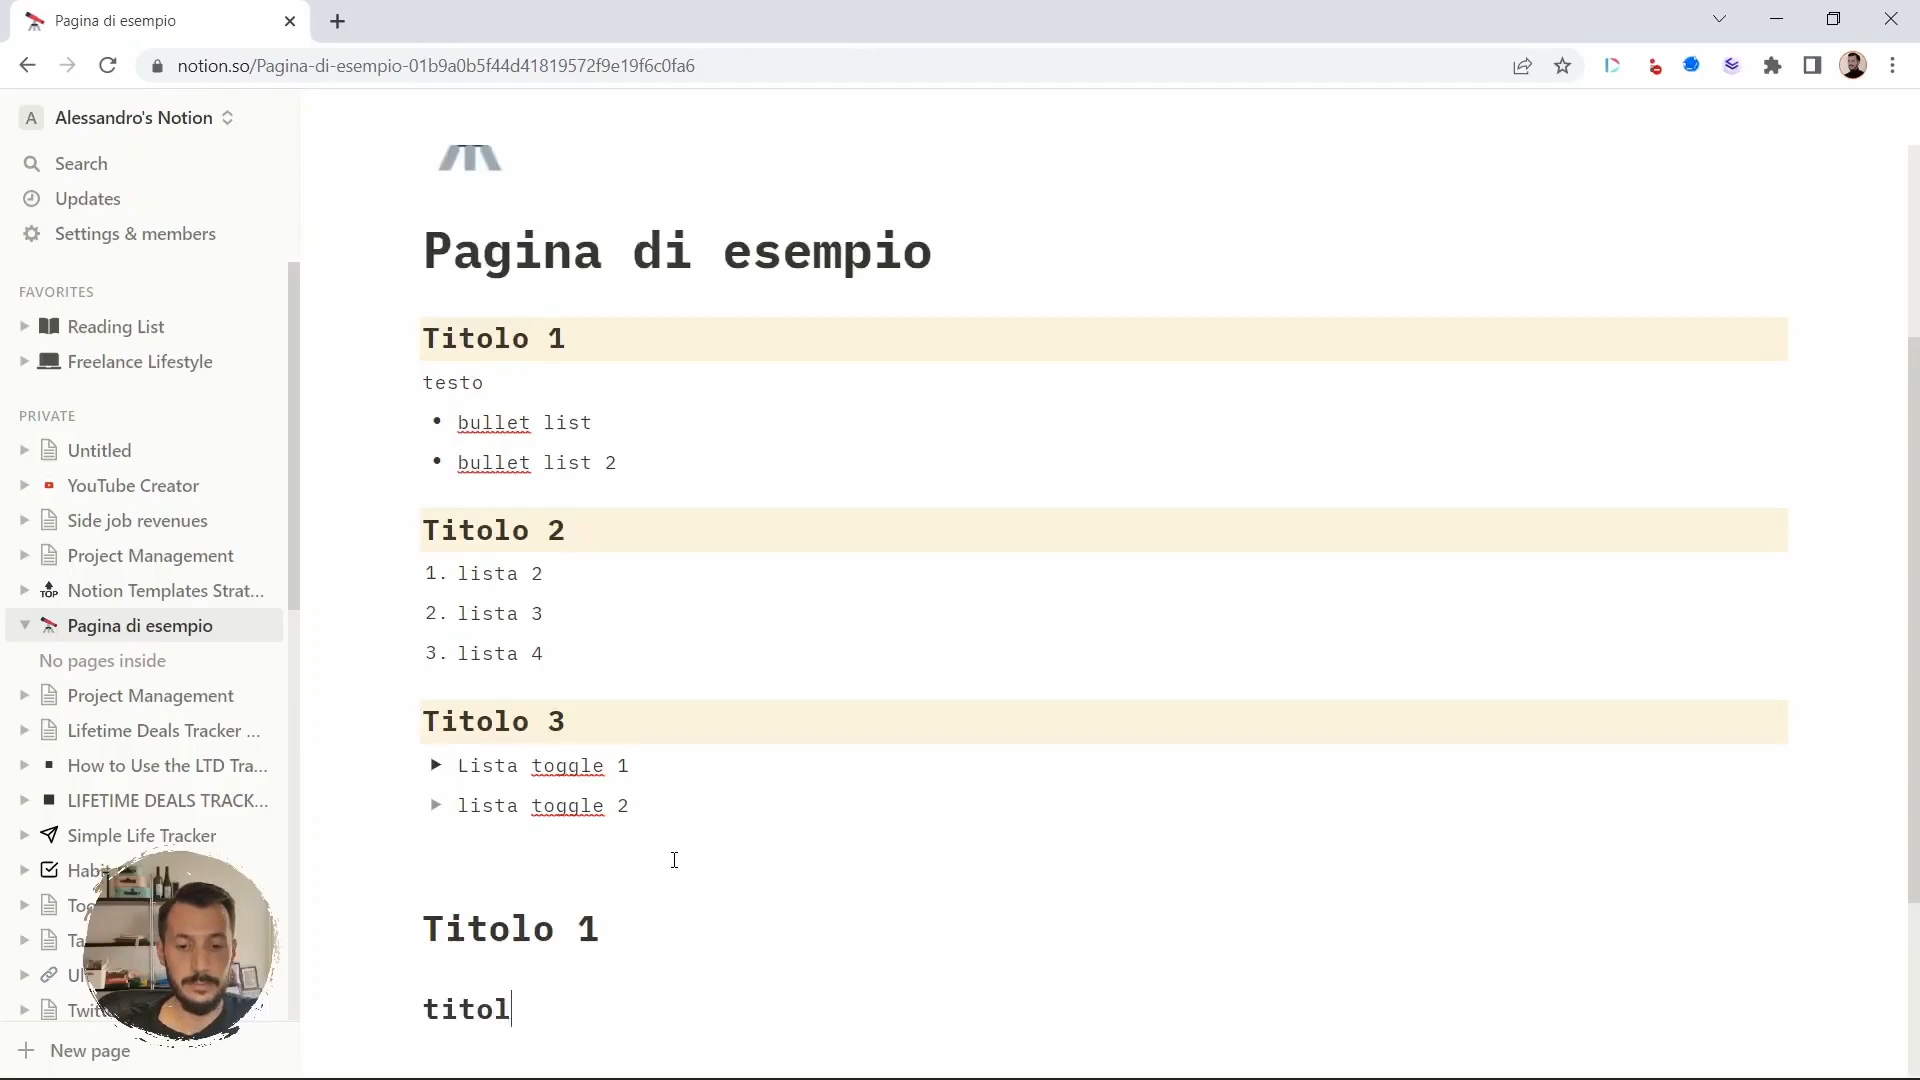 Pagina di esempio
notion.so/Pagina-di-esempio-01b9a0b5f44d41819572f9e19f6c0fa6
A Alessandro's Notion
Search
Updates
Settings & members
FAVORITES
Reading List
Freelance Lifestyle
PRIVATE
Untitled
YouTube Creator
Side job revenues
Project Management
TOP Notion Templates Strat...
Pagina di esempio
No pages inside
Project Management
Lifetime Deals Tracker ...
How to Use the LTD Tra...
LIFETIME DEALS TRACK...
Simple Life Tracker
New page
Pagina di esempio
Titolo 1
testo
• bullet list
• bullet list 2
Titolo 2
1. lista 2
2. lista 3
3. lista 4
Titolo 3
Lista toggle 1
lista toggle 2
Titolo 1
titol